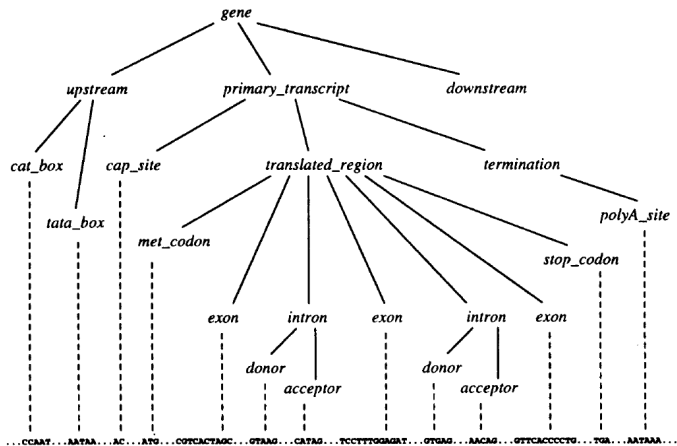 gene
upstream primary_transcript downstream
cat_box cap_site translated_region termination
tata_box met_codon polyA_site
stop_codon
exon intron exon intron exon
donor acceptor donor acceptor
...CCAAT...AATAA...AC...ATG...CGTCACTAGC...GTAAG...CATAG...TCCTTTGGAGAT...GTGAG...AACAG...GTTCACCCCTG...TGA...AATAAA...